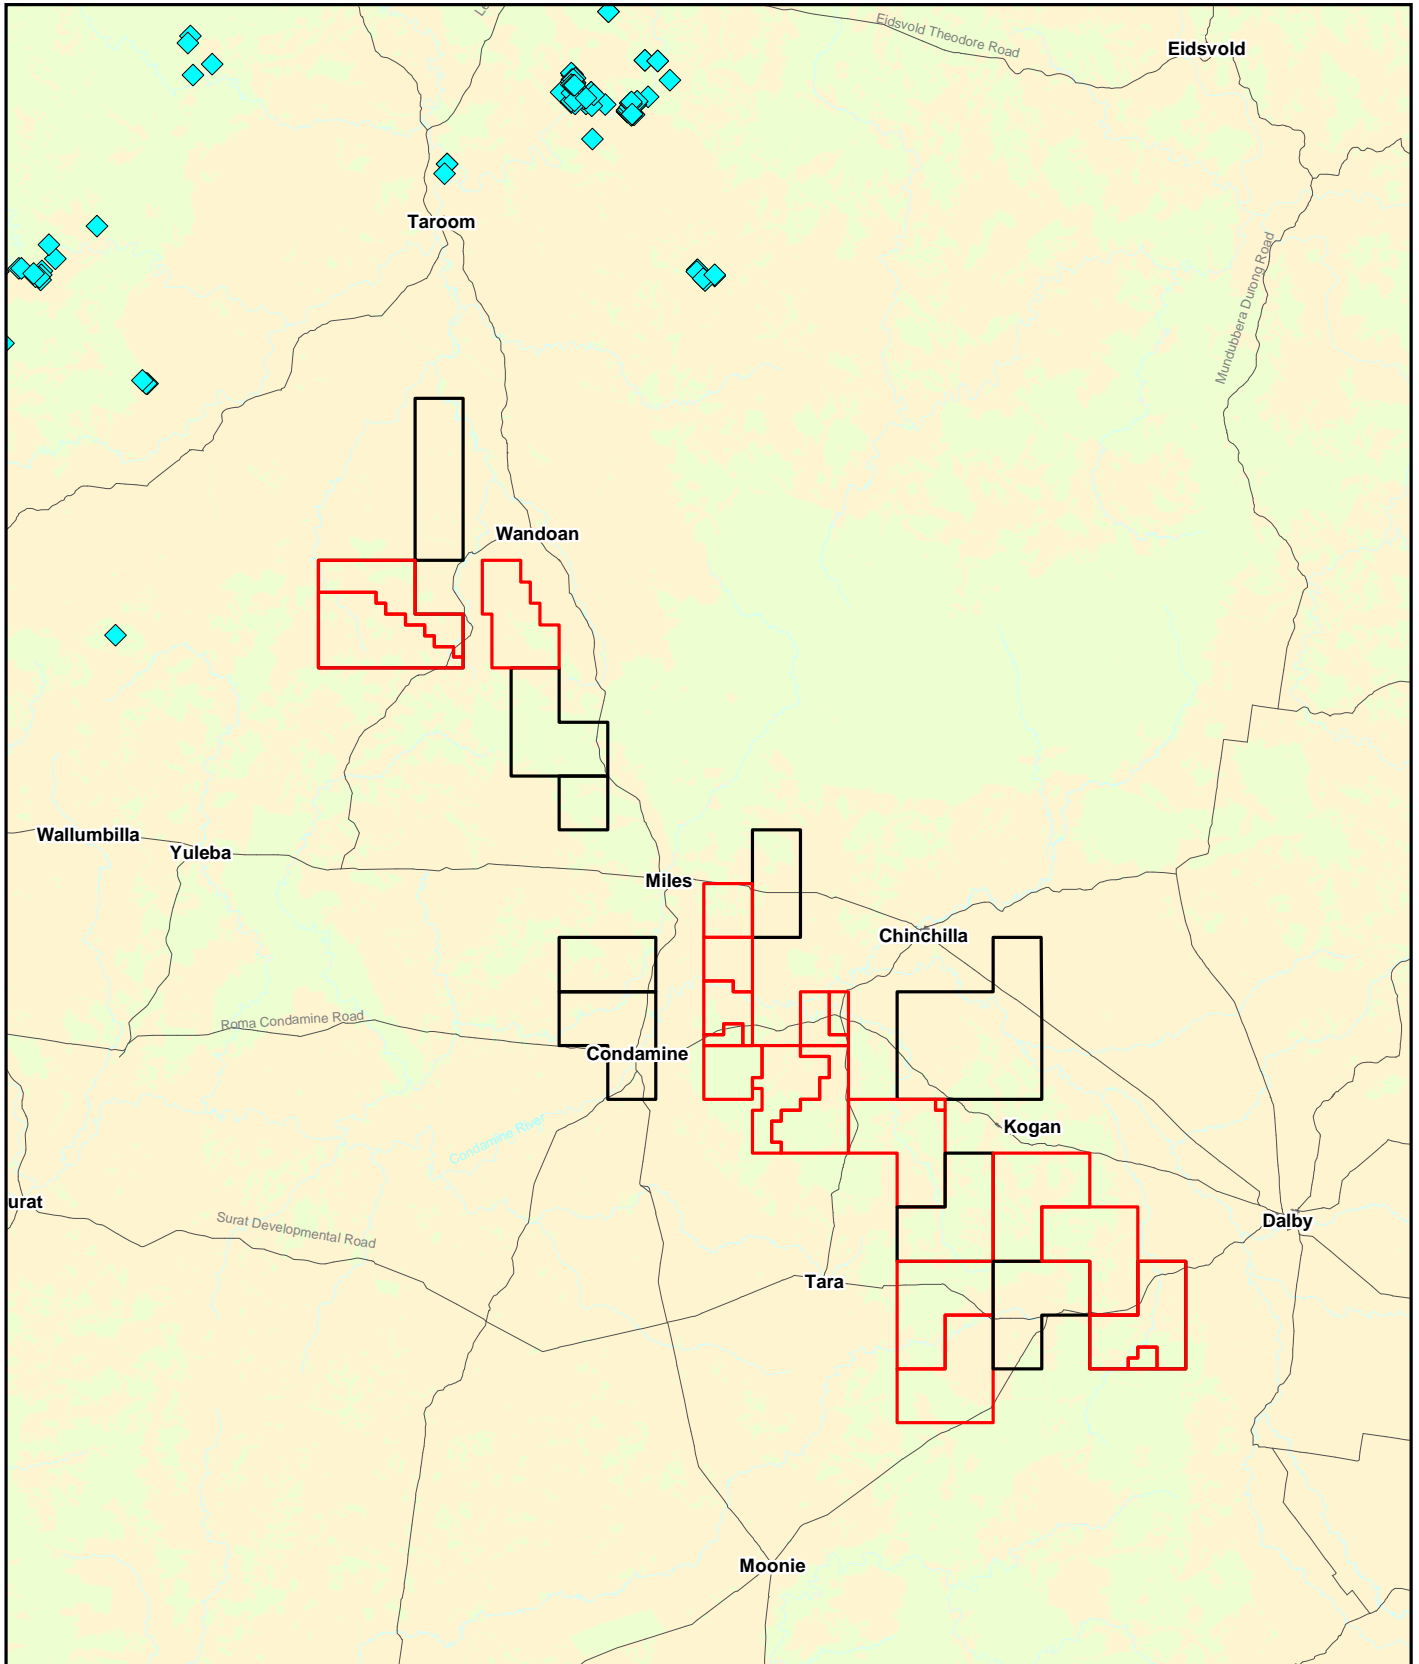 Eidsvold Theodore Road
Eidsvold
Taroom
Mundubbera Durong Road
Wandoan
Wallumbilla
Yuleba
Miles
Chinchilla
Roma Condamine Road
Condamine
Condamine River
Kogan
urat
Surat Developmental Road
Dalby
Tara
Moonie